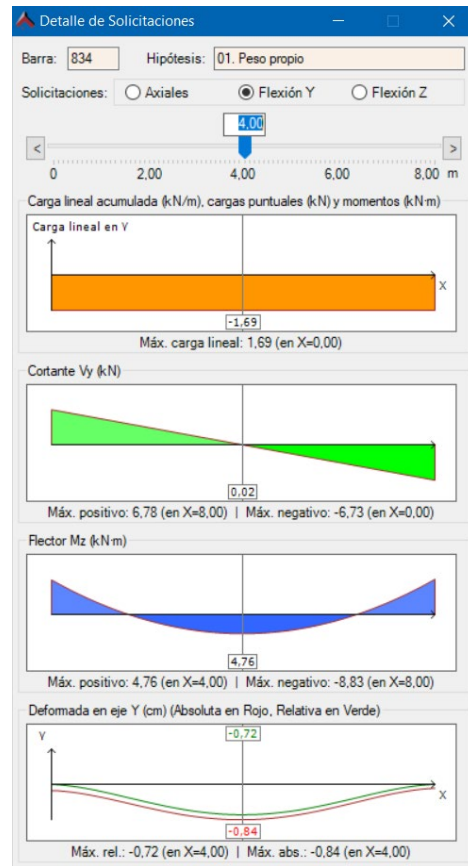 Detalle de Solicitaciones
Barra: 834 Hipótesis: 01. Peso propio
Solicitaciones: Axiales Flexión Y Flexión Z
4,00
< >
0 2,00 4,00 6,00 8,00 m
Carga lineal acumulada (kN/m), cargas puntuales (kN) y momentos (kN·m)
Carga lineal en Y
X
-1,69
Máx. carga lineal: 1,69 (en X=0,00)
Cortante Vy (kN)
0,02
Máx. positivo: 6,78 (en X=8,00) | Máx. negativo: -6,73 (en X=0,00)
Flector Mz (kN·m)
4,76
Máx. positivo: 4,76 (en X=4,00) | Máx. negativo: -8,83 (en X=8,00)
Deformada en eje Y (cm) (Absoluta en Rojo, Relativa en Verde)
Y -0,72
X
-0,84
Máx. rel.: -0,72 (en X=4,00) | Máx. abs.: -0,84 (en X=4,00)